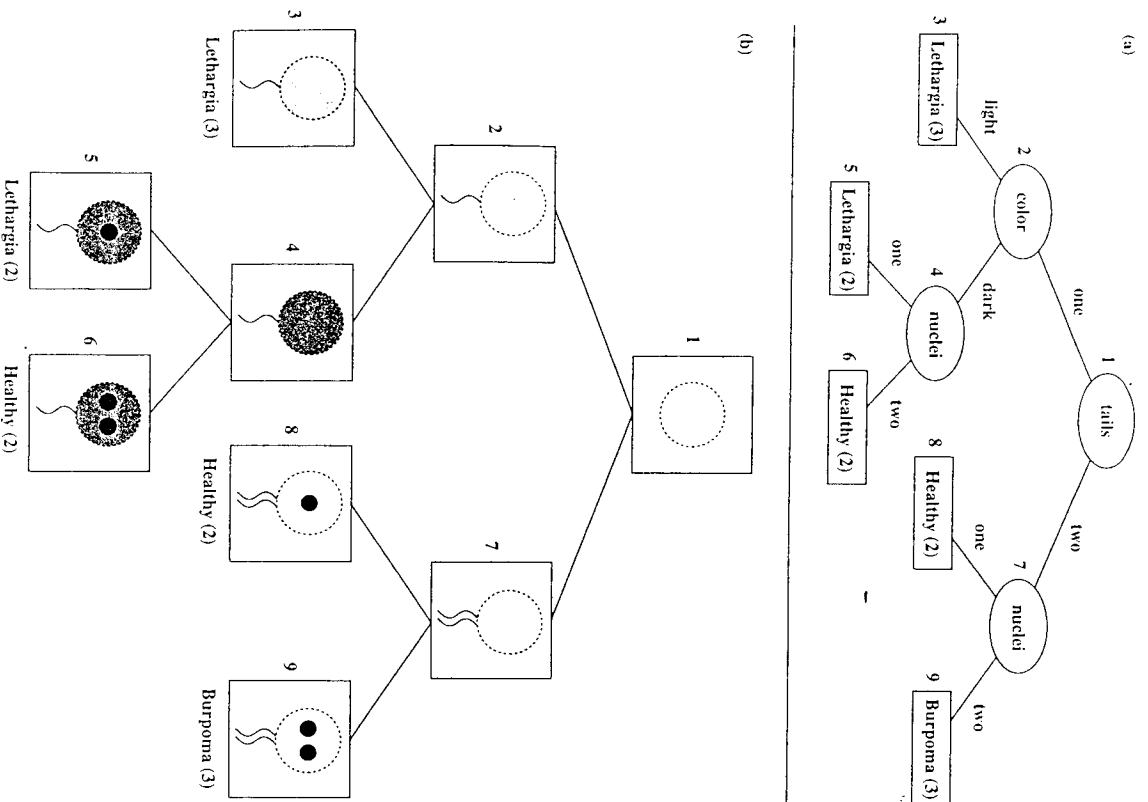 (a)
1 tails
one
two
2 color
7 nuclei
light
dark
one
two
3 Lethargia (3)
4 nuclei
8 Healthy (2)
9 Burpoma (3)
one
two
5 Lethargia (2)
6 Healthy (2)
(b)
1
2
7
3
4
8
9
Lethargia (3)
Healthy (2)
Burpoma (3)
5
6
Lethargia (2)
Healthy (2)